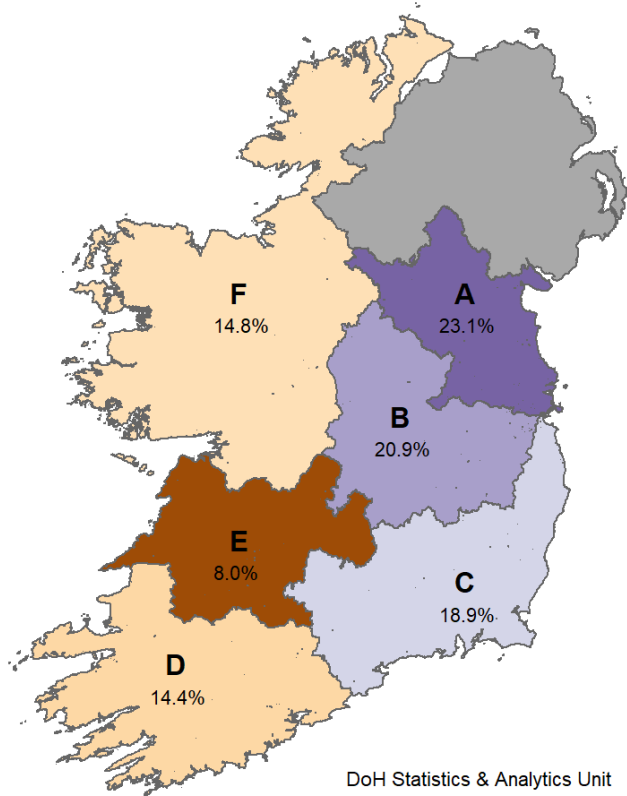 F
14.8%
A
23.1%
B
20.9%
E
8.0%
C
18.9%
D
14.4%
DoH Statistics & Analytics Unit